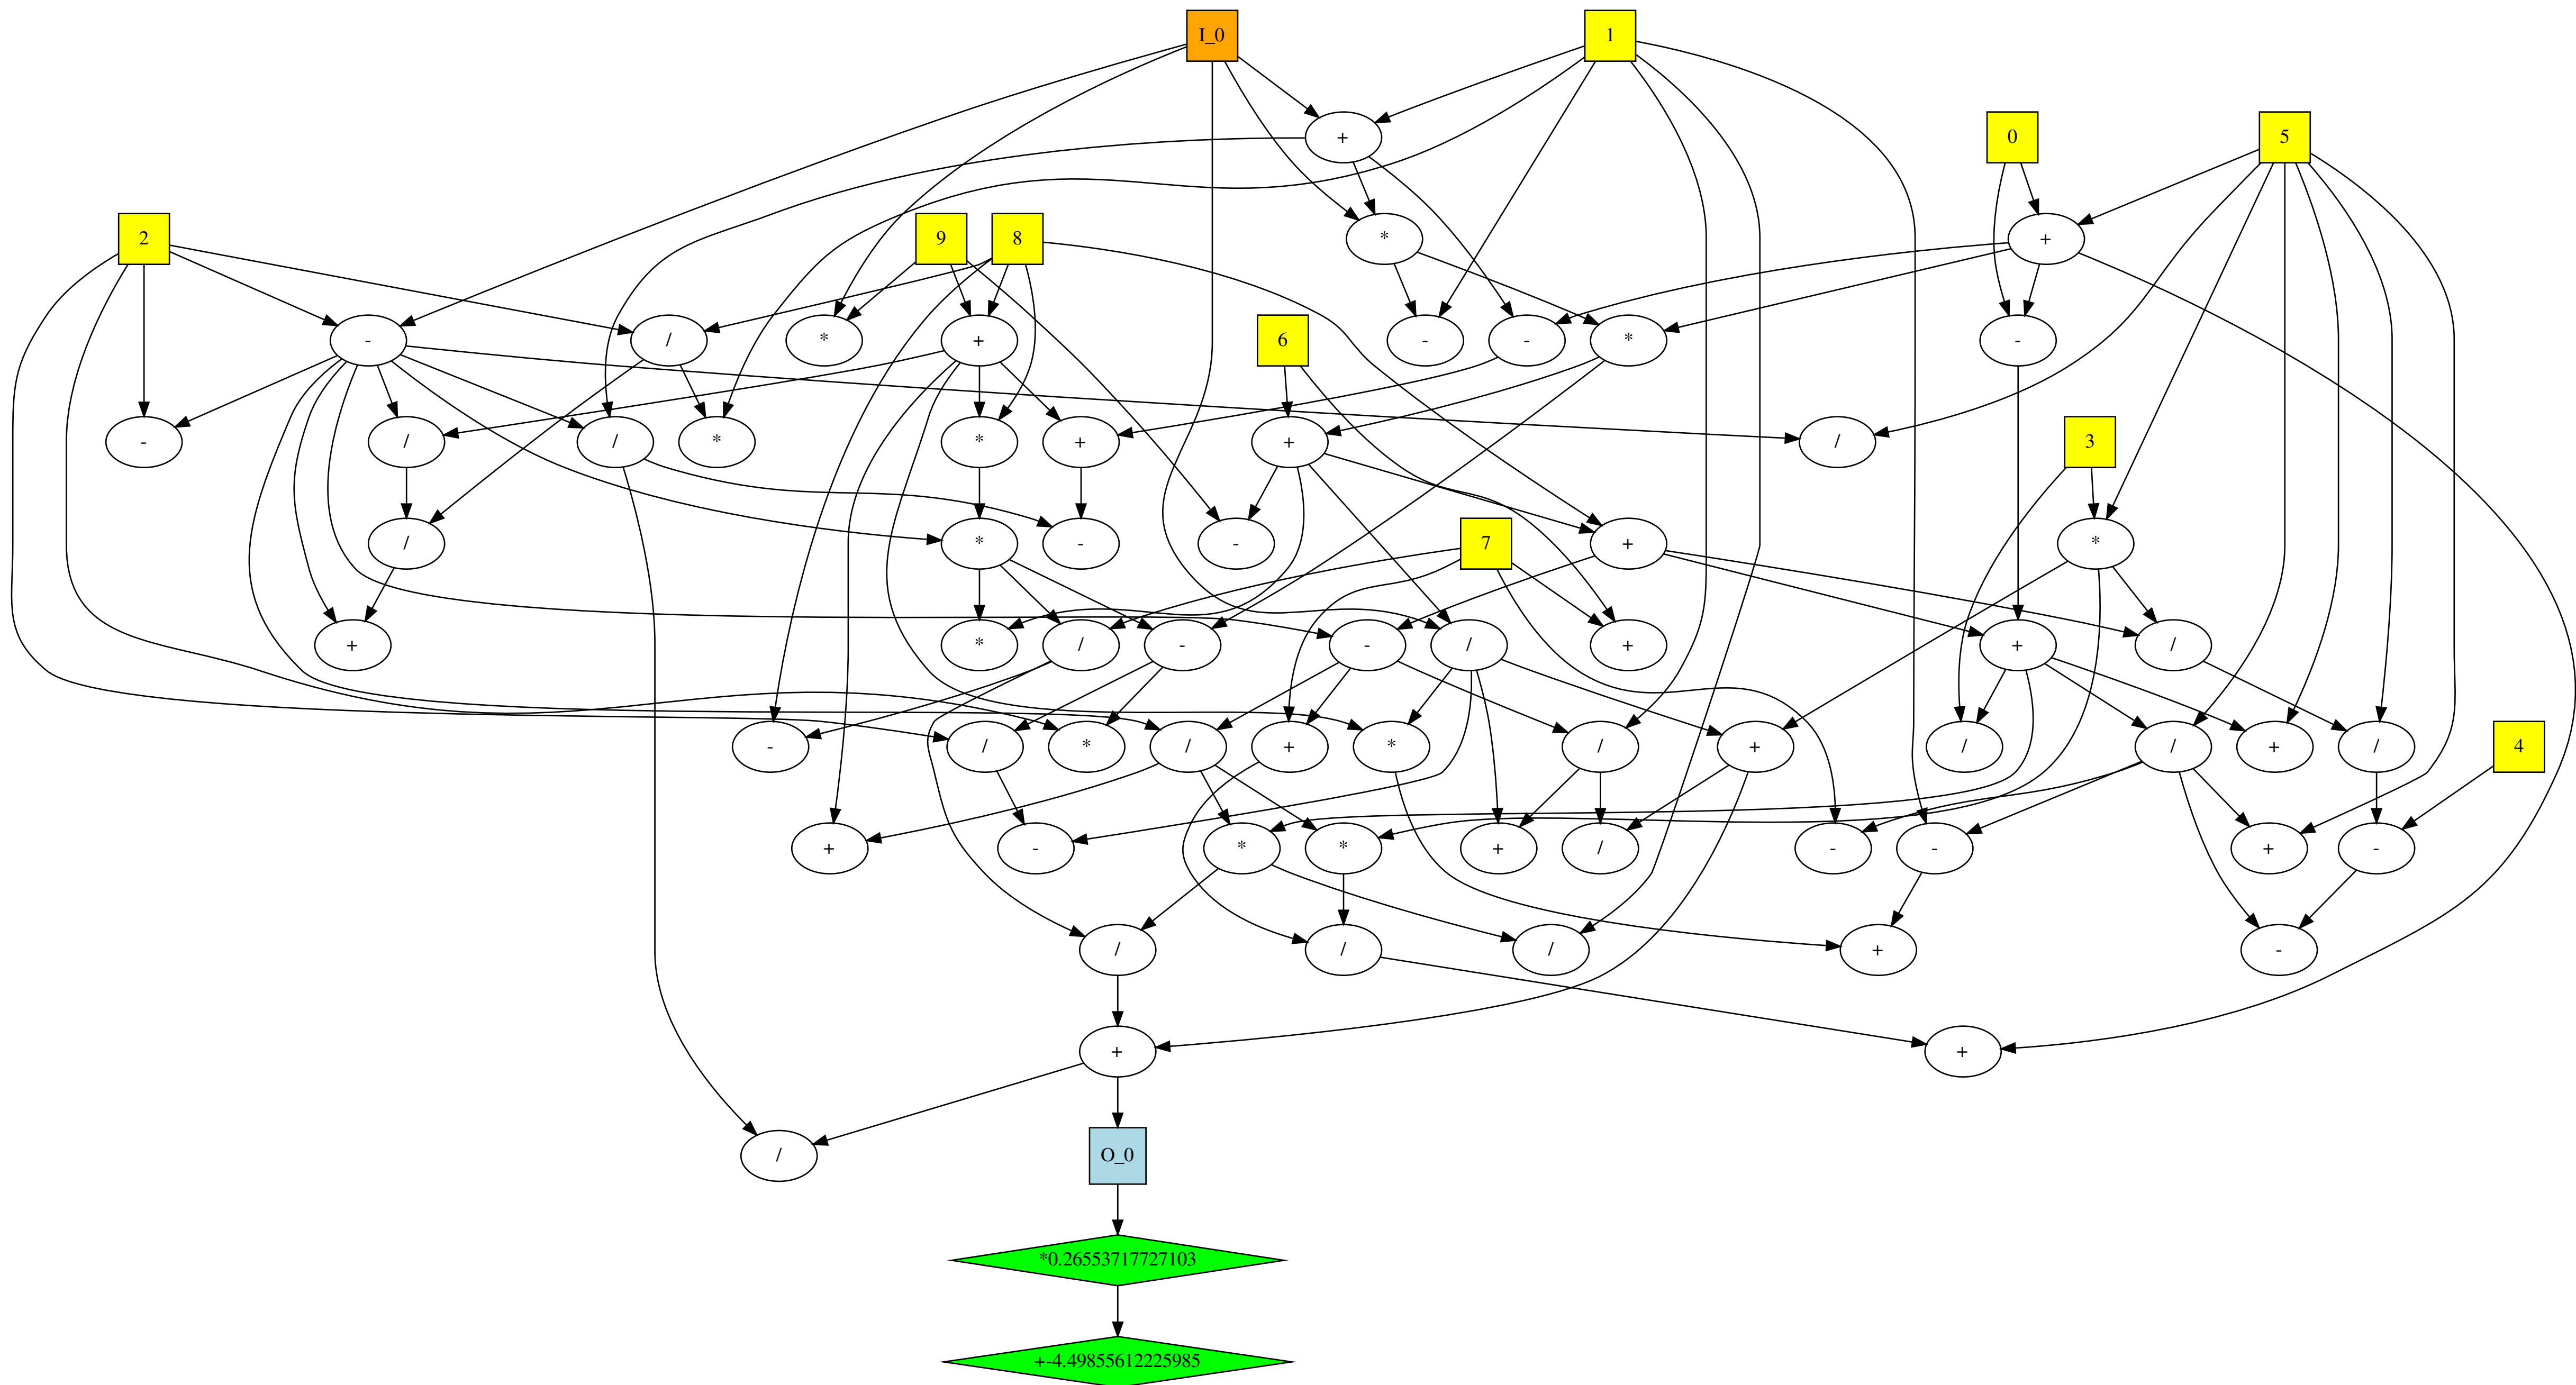 I_0 1
+ 0 5
2 9 8 * +
- / * + 6 - - * -
- / / * * + + / 3
/ * - - 7 + *
+ * / - - / + + /
- / * / + * / + / / + / 4
+ - * * + / - - + -
/ / / + -
+ +
/ O_0
*0.26553717727103
+-4.49855612225985